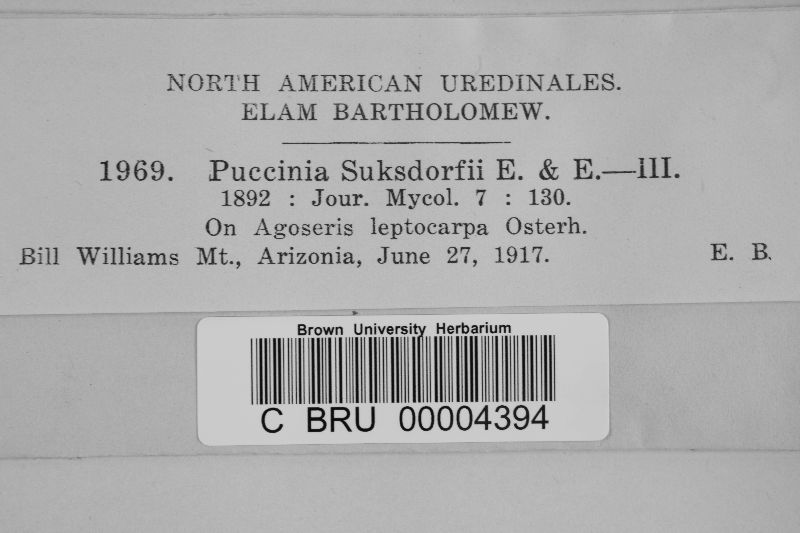 NORTH AMERICAN UREDINALES.
ELAM BARTHOLOMEW.
1969. Puccinia Suksdorfii E. & E.—III.
1892 : Jour. Mycol. 7 : 130.
On Agoseris leptocarpa Osterh.
Bill Williams Mt., Arizonia, June 27, 1917. E. B.
Brown University Herbarium
C BRU 00004394